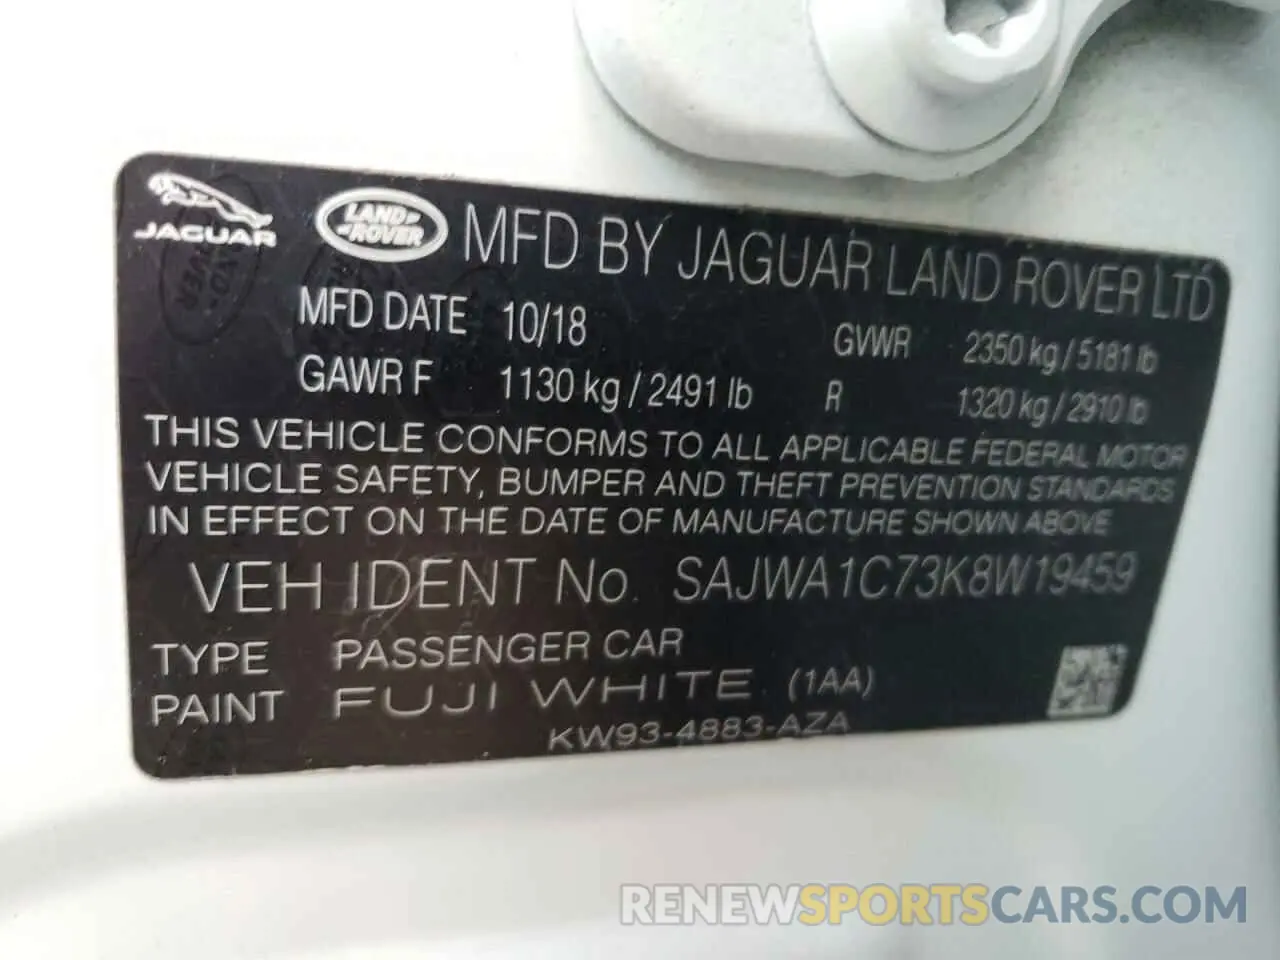 JAGUAR LAND ROVER MFD BY JAGUAR LAND ROVER LTD
MFD DATE 10/18 GVWR 2350 kg / 5181 lb
GAWR F 1130 kg / 2491 lb R 1320 kg / 2910 lb
THIS VEHICLE CONFORMS TO ALL APPLICABLE FEDERAL MOTOR
VEHICLE SAFETY, BUMPER AND THEFT PREVENTION STANDARDS
IN EFFECT ON THE DATE OF MANUFACTURE SHOWN ABOVE
VEH IDENT No. SAJWA1C73K8W19459
TYPE PASSENGER CAR
PAINT FUJI WHITE (1AA)
KW93-4883-AZA
RENEWSPORTSCARS.COM